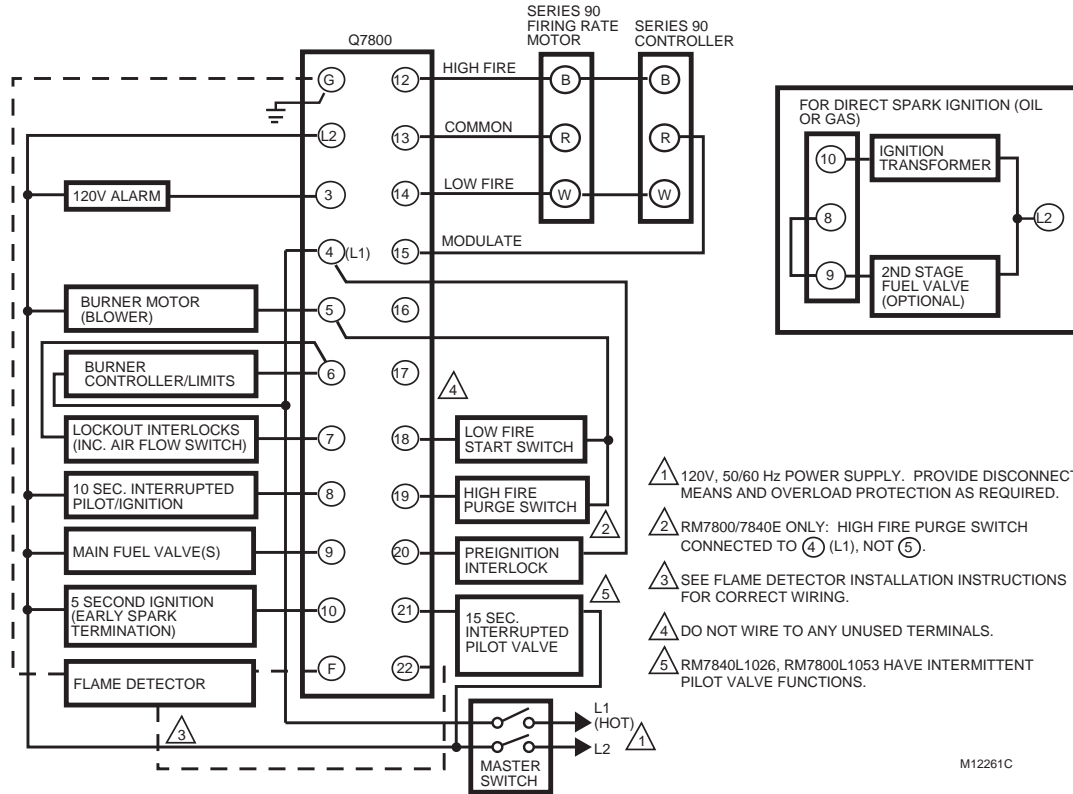 Q7800
SERIES 90
FIRING RATE
MOTOR
SERIES 90
CONTROLLER
G
12
HIGH FIRE
B
B
L2
13
COMMON
R
R
120V ALARM
3
14
LOW FIRE
W
W
4
(L1)
15
MODULATE
BURNER MOTOR
(BLOWER)
5
16
BURNER
CONTROLLER/LIMITS
6
17
4
LOCKOUT INTERLOCKS
(INC. AIR FLOW SWITCH)
7
18
LOW FIRE
START SWITCH
10 SEC. INTERRUPTED
PILOT/IGNITION
8
19
HIGH FIRE
PURGE SWITCH
2
MAIN FUEL VALVE(S)
9
20
PREIGNITION
INTERLOCK
5
5 SECOND IGNITION
(EARLY SPARK
TERMINATION)
10
21
15 SEC.
INTERRUPTED
PILOT VALVE
FLAME DETECTOR
F
22
3
L1
(HOT)
L2
1
MASTER
SWITCH
FOR DIRECT SPARK IGNITION (OIL
OR GAS)
10
IGNITION
TRANSFORMER
8
L2
9
2ND STAGE
FUEL VALVE
(OPTIONAL)
1 120V, 50/60 Hz POWER SUPPLY. PROVIDE DISCONNECT
MEANS AND OVERLOAD PROTECTION AS REQUIRED.
2 RM7800/7840E ONLY: HIGH FIRE PURGE SWITCH
CONNECTED TO 4 (L1), NOT 5.
3 SEE FLAME DETECTOR INSTALLATION INSTRUCTIONS
FOR CORRECT WIRING.
4 DO NOT WIRE TO ANY UNUSED TERMINALS.
5 RM7840L1026, RM7800L1053 HAVE INTERMITTENT
PILOT VALVE FUNCTIONS.
M12261C